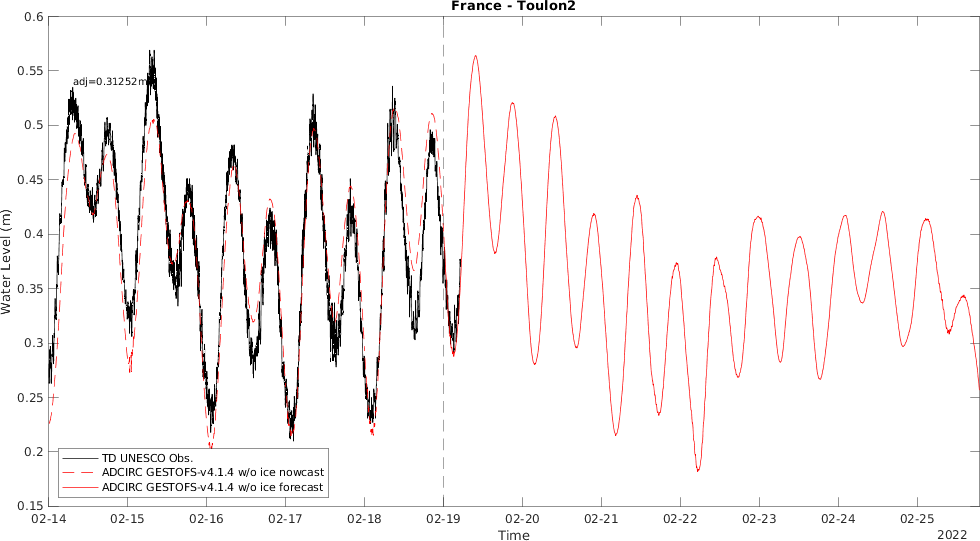 France - Toulon2
Water Level (m)
0.6
0.55
0.5
0.45
0.4
0.35
0.3
0.25
0.2
0.15
adj=0.31252m
TD UNESCO Obs.
ADCIRC GESTOFS-v4.1.4 w/o ice nowcast
ADCIRC GESTOFS-v4.1.4 w/o ice forecast
02-14 02-15 02-16 02-17 02-18 02-19 02-20 02-21 02-22 02-23 02-24 02-25
Time
2022